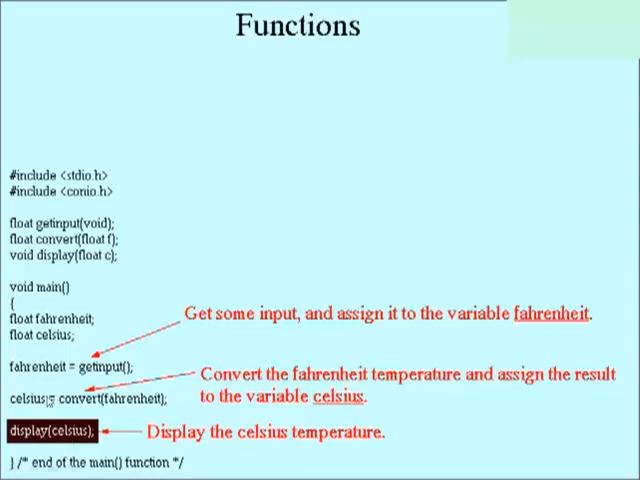 Functions
#include <stdio.h>
#include <conio.h>
float getinput(void);
float convert(float f);
void display(float c);
void main()
{
float fahrenheit;
float celsius;
Get some input, and assign it to the variable fahrenheit.
fahrenheit = getinput();
Convert the fahrenheit temperature and assign the result
to the variable celsius.
celsius = convert(fahrenheit);
display(celsius);
Display the celsius temperature.
} /* end of the main() function */